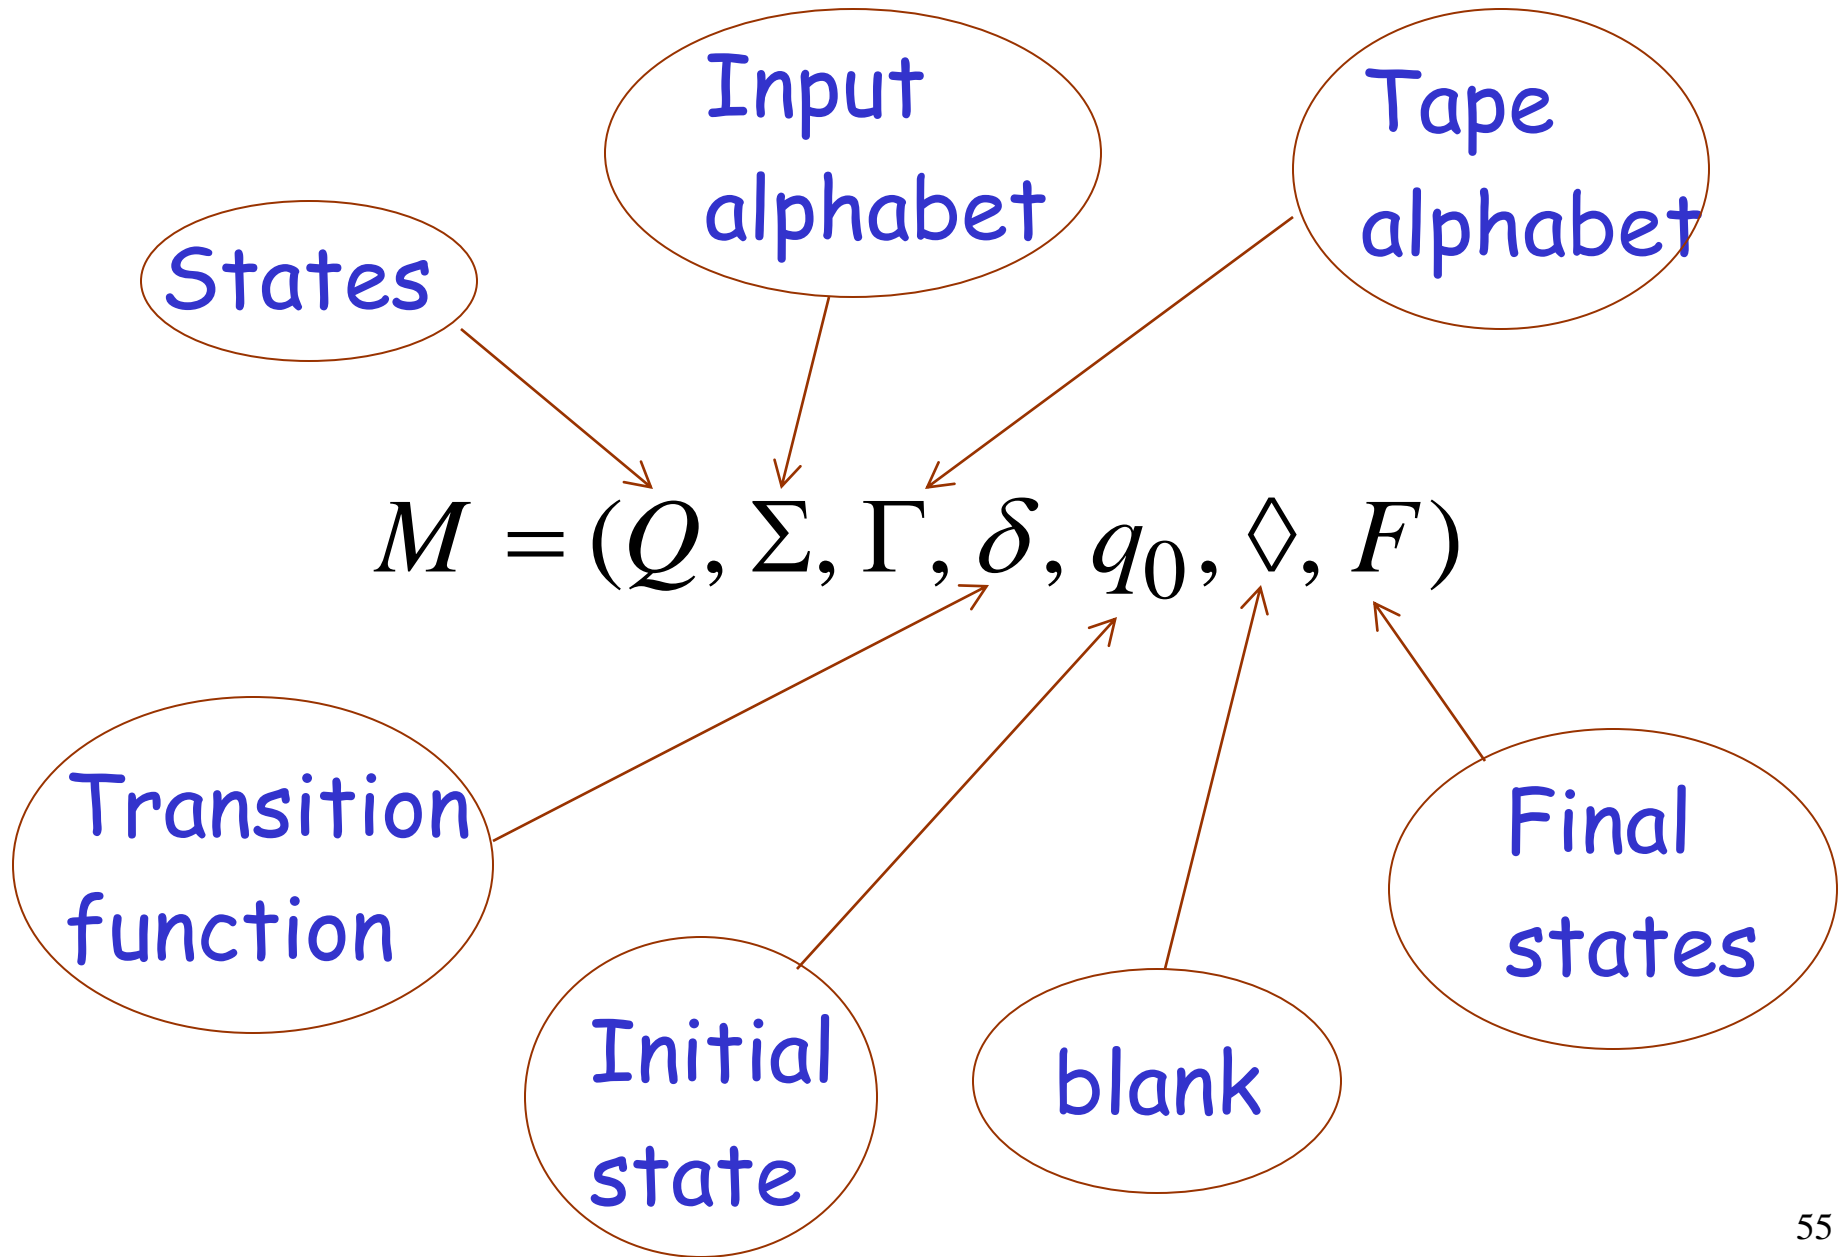 Input
alphabet
Tape
alphabet
States
M = (Q, Σ, Γ, δ, q₀, ◊, F)
Transition
function
Final
states
Initial
state
blank
55